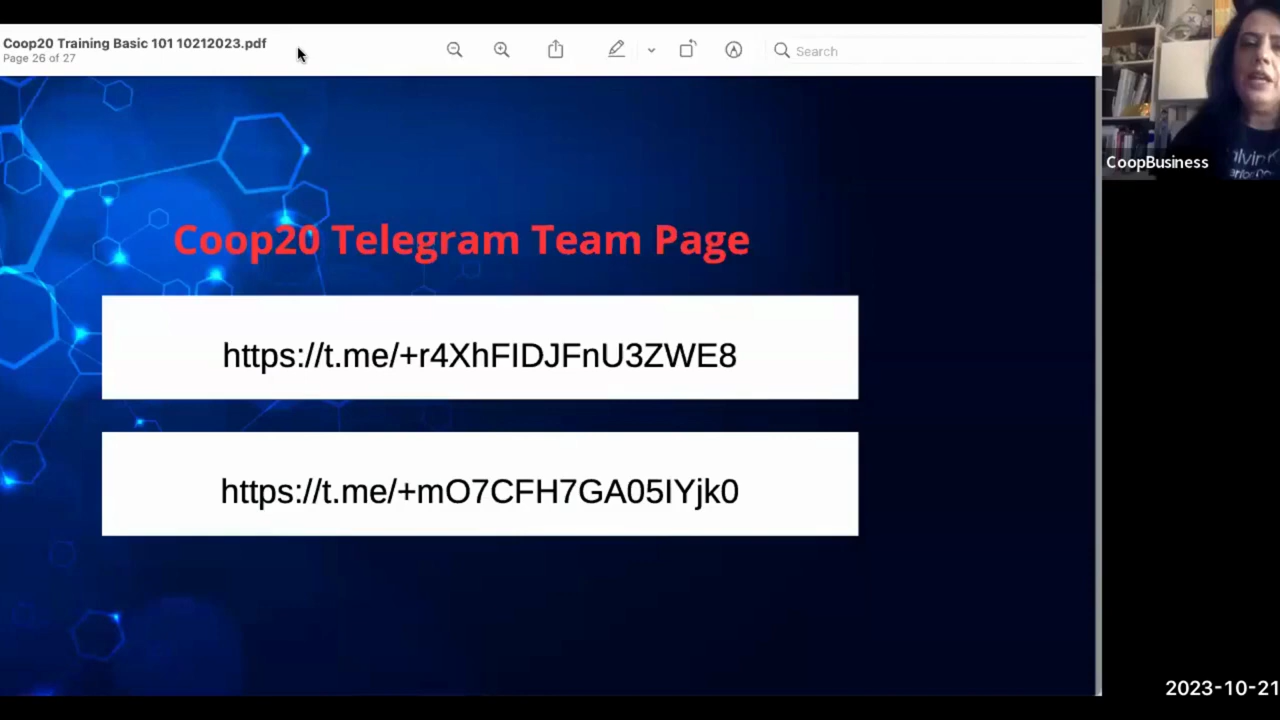 Coop20 Training Basic 101 10212023.pdf
Page 26 of 27
Search
CoopBusiness
Coop20 Telegram Team Page
https://t.me/+r4XhFIDJFnU3ZWE8
https://t.me/+mO7CFH7GA05IYjk0
2023-10-21